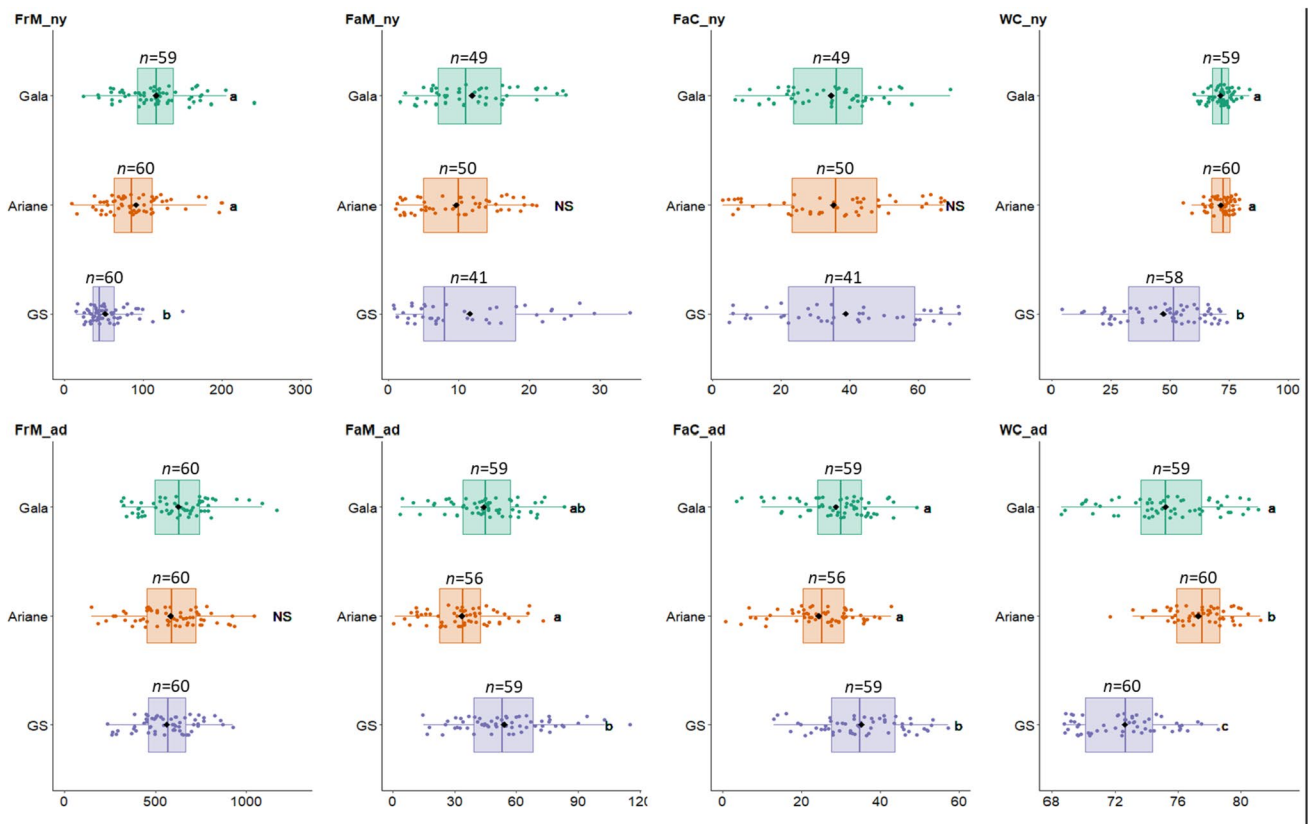 FrM_ny FaM_ny FaC_ny WC_ny
n=59 n=49 n=49 n=59
Gala a Gala Gala Gala a
n=60 n=50 n=50 n=60
Ariane a Ariane NS Ariane NS Ariane a
n=60 n=41 n=41 n=58
GS b GS GS GS b
0 100 200 300 0 10 20 30 0 20 40 60 0 25 50 75 100
FrM_ad FaM_ad FaC_ad WC_ad
n=60 n=59 n=59 n=59
Gala Gala ab Gala a Gala a
n=60 n=56 n=56 n=60
Ariane NS Ariane a Ariane a Ariane b
n=60 n=59 n=59 n=60
GS GS b GS b GS c
0 500 1000 0 30 60 90 120 0 20 40 60 68 72 76 80